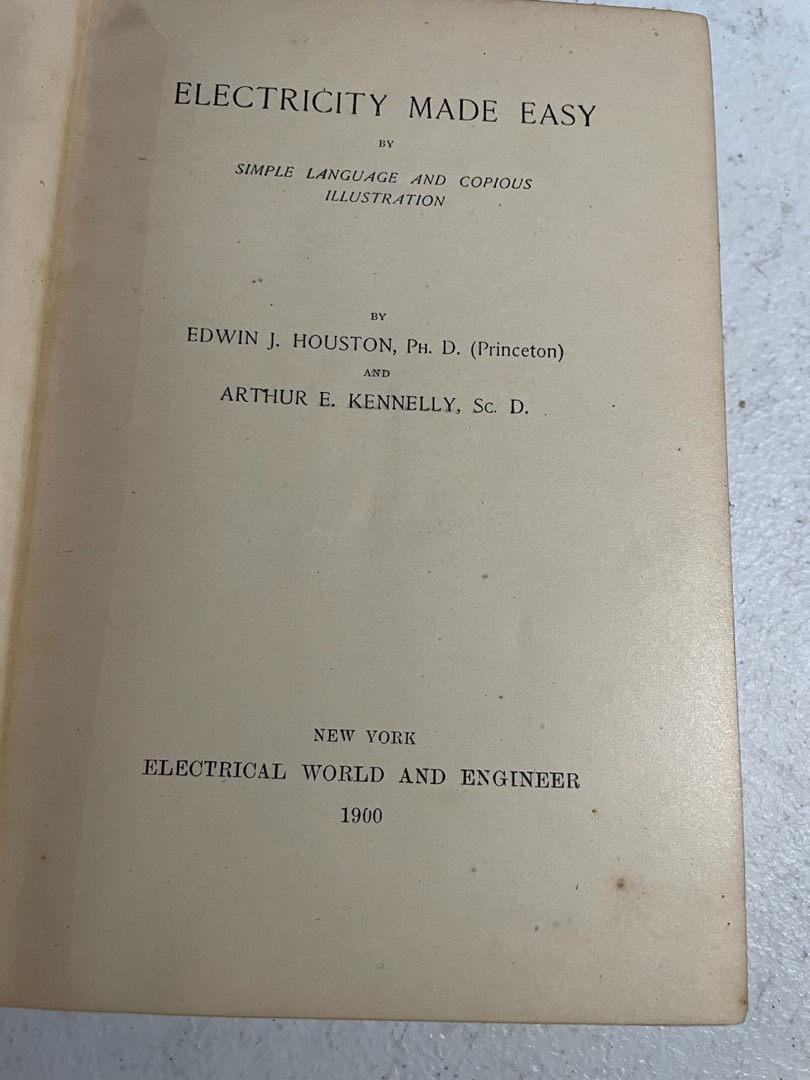 ELECTRICITY MADE EASY
BY
SIMPLE LANGUAGE AND COPIOUS
ILLUSTRATION
BY
EDWIN J. HOUSTON, PH. D. (Princeton)
AND
ARTHUR E. KENNELLY, SC. D.
NEW YORK
ELECTRICAL WORLD AND ENGINEER
1900